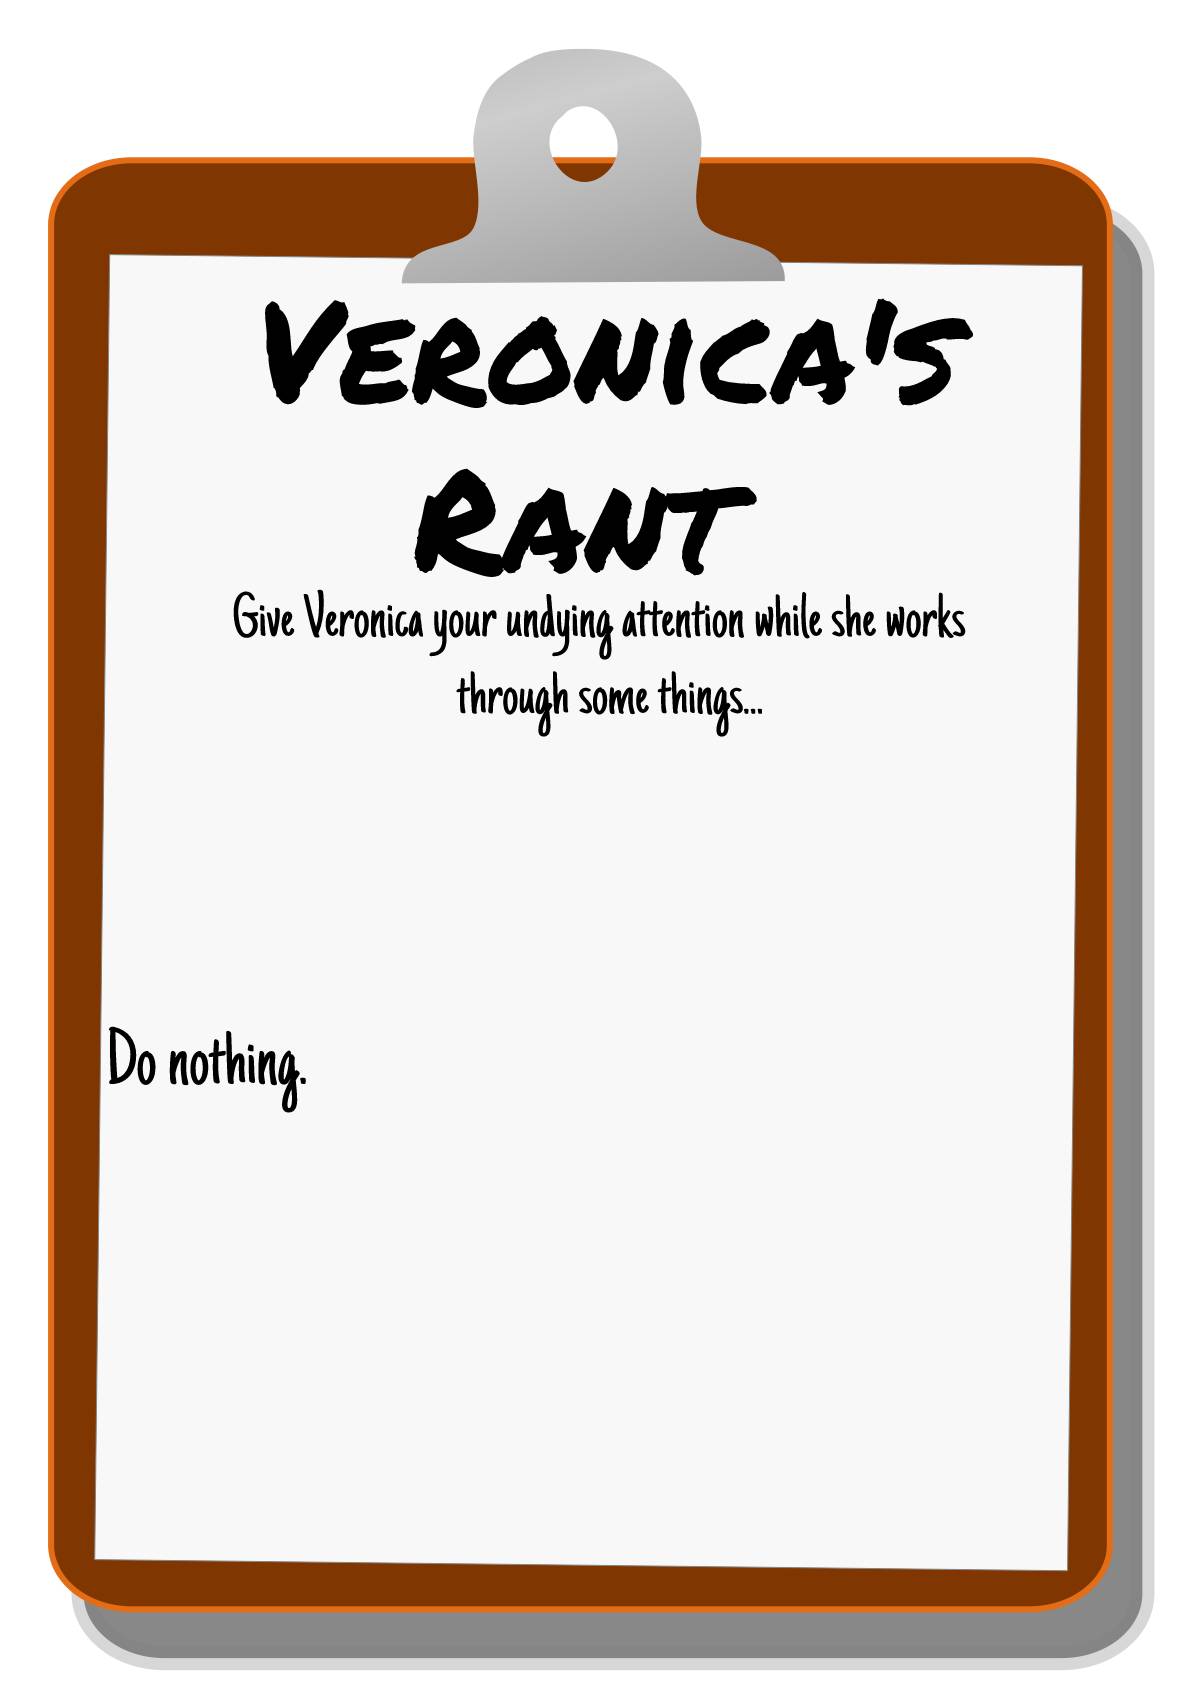 Veronica's
Rant
Give Veronica your undying attention while she works
through some things...
Do nothing.